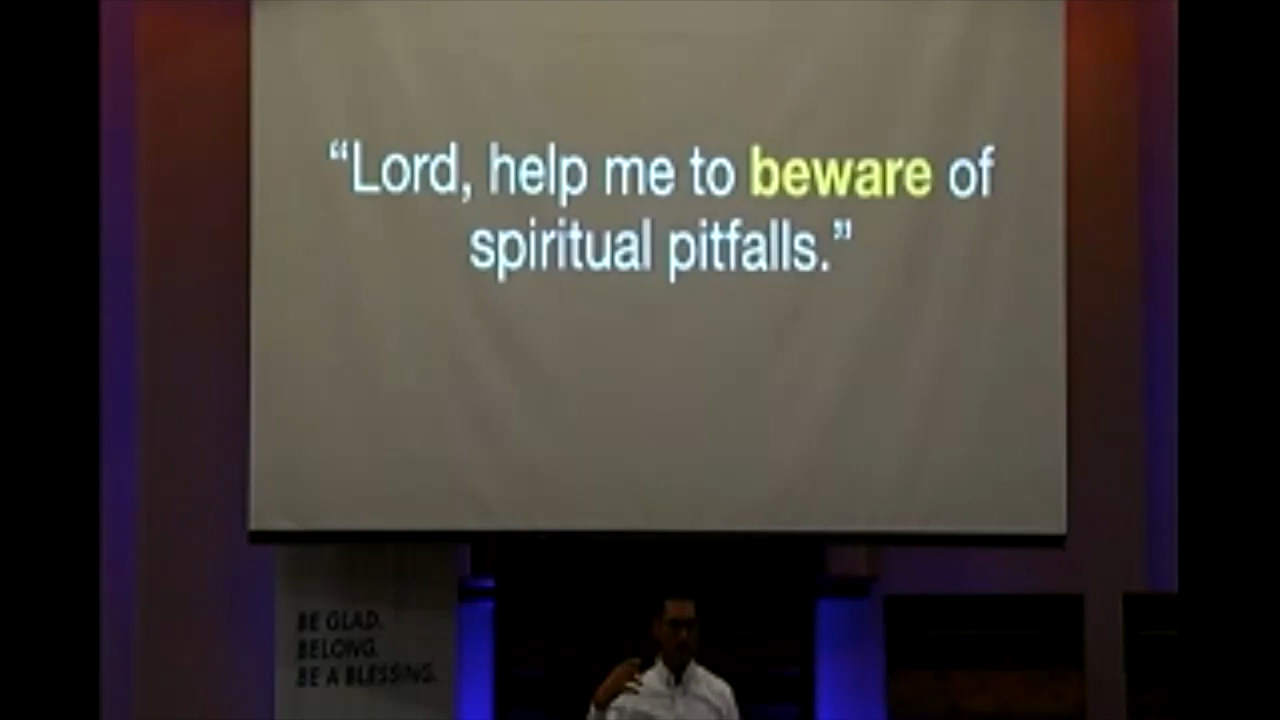 “Lord, help me to beware of
spiritual pitfalls.”
BE GLAD.
BELONG.
BE A BLESSING.